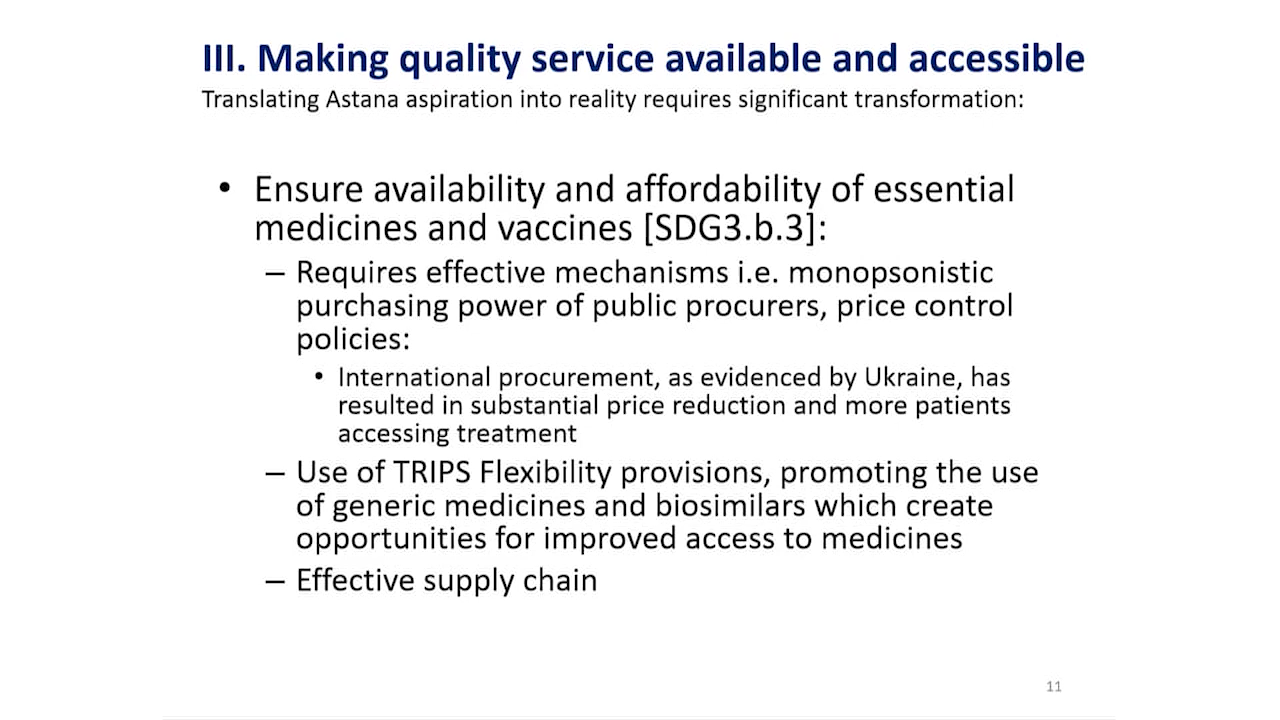 III. Making quality service available and accessible
Translating Astana aspiration into reality requires significant transformation:
• Ensure availability and affordability of essential
medicines and vaccines [SDG3.b.3]:
– Requires effective mechanisms i.e. monopsonistic
purchasing power of public procurers, price control
policies:
• International procurement, as evidenced by Ukraine, has
resulted in substantial price reduction and more patients
accessing treatment
– Use of TRIPS Flexibility provisions, promoting the use
of generic medicines and biosimilars which create
opportunities for improved access to medicines
– Effective supply chain
11